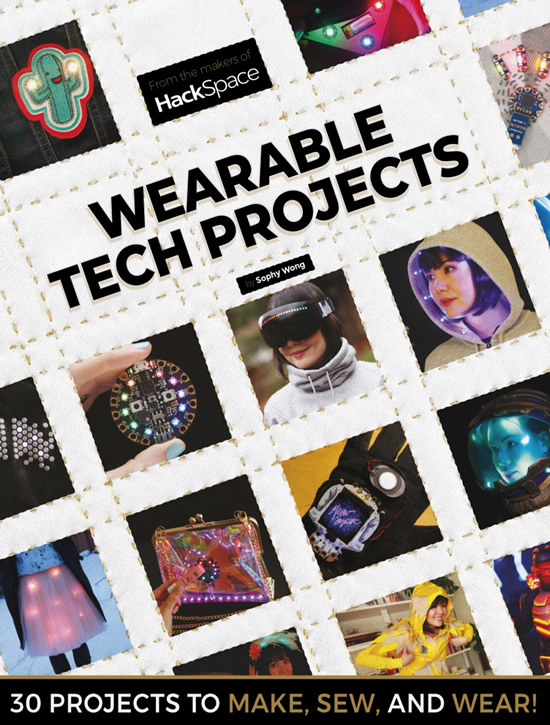 From the makers of
HackSpace
WEARABLE
TECH PROJECTS
by Sophy Wong
30 PROJECTS TO MAKE, SEW, AND WEAR!